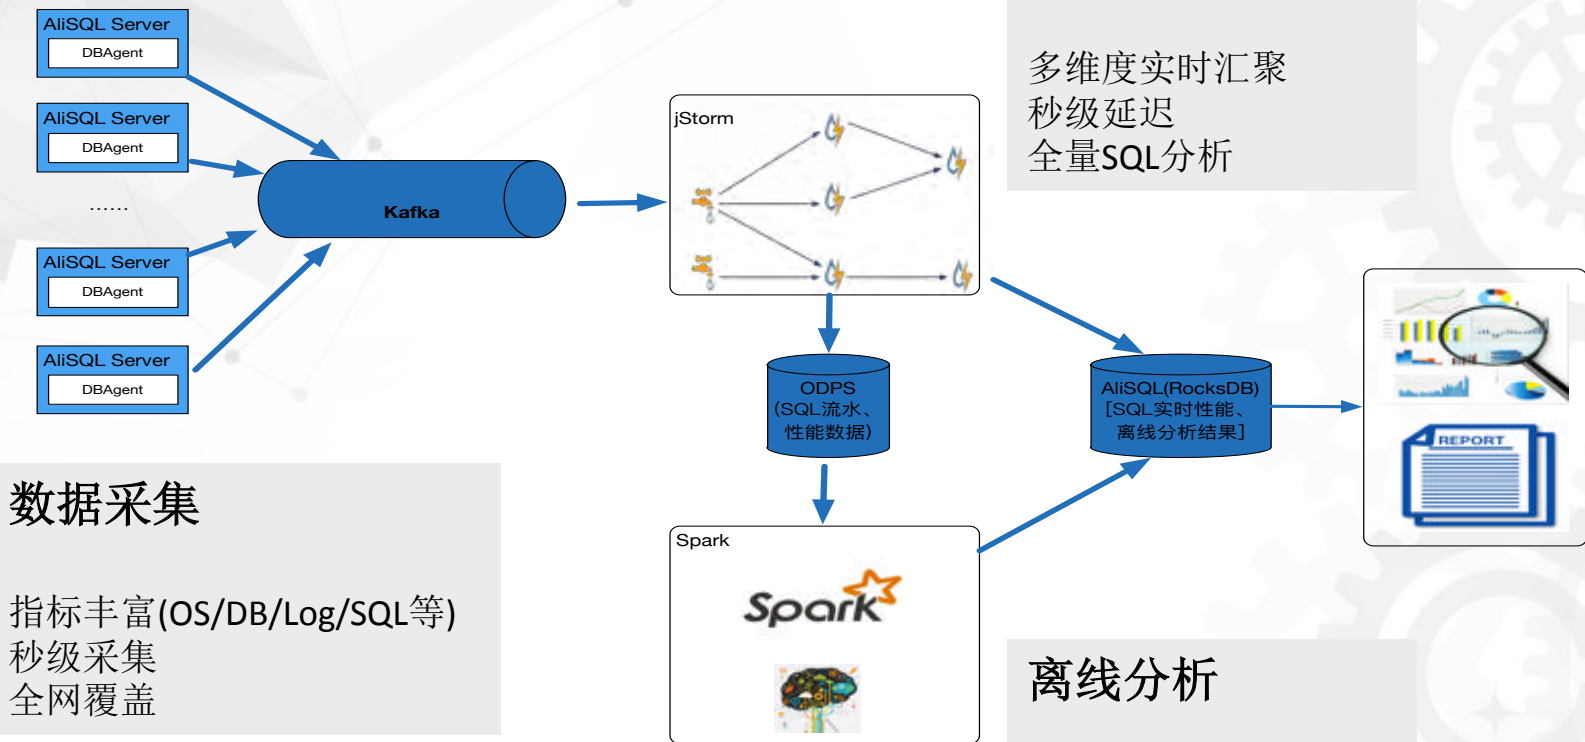 AliSQL Server
DBAgent
AliSQL Server
DBAgent
......
AliSQL Server
DBAgent
AliSQL Server
DBAgent
Kafka
jStorm
多维度实时汇聚
秒级延迟
全量SQL分析
ODPS
(SQL流水、
性能数据)
AliSQL(RocksDB)
[SQL实时性能、
离线分析结果]
REPORT
数据采集
指标丰富(OS/DB/Log/SQL等)
秒级采集
全网覆盖
Spark
Spark
离线分析